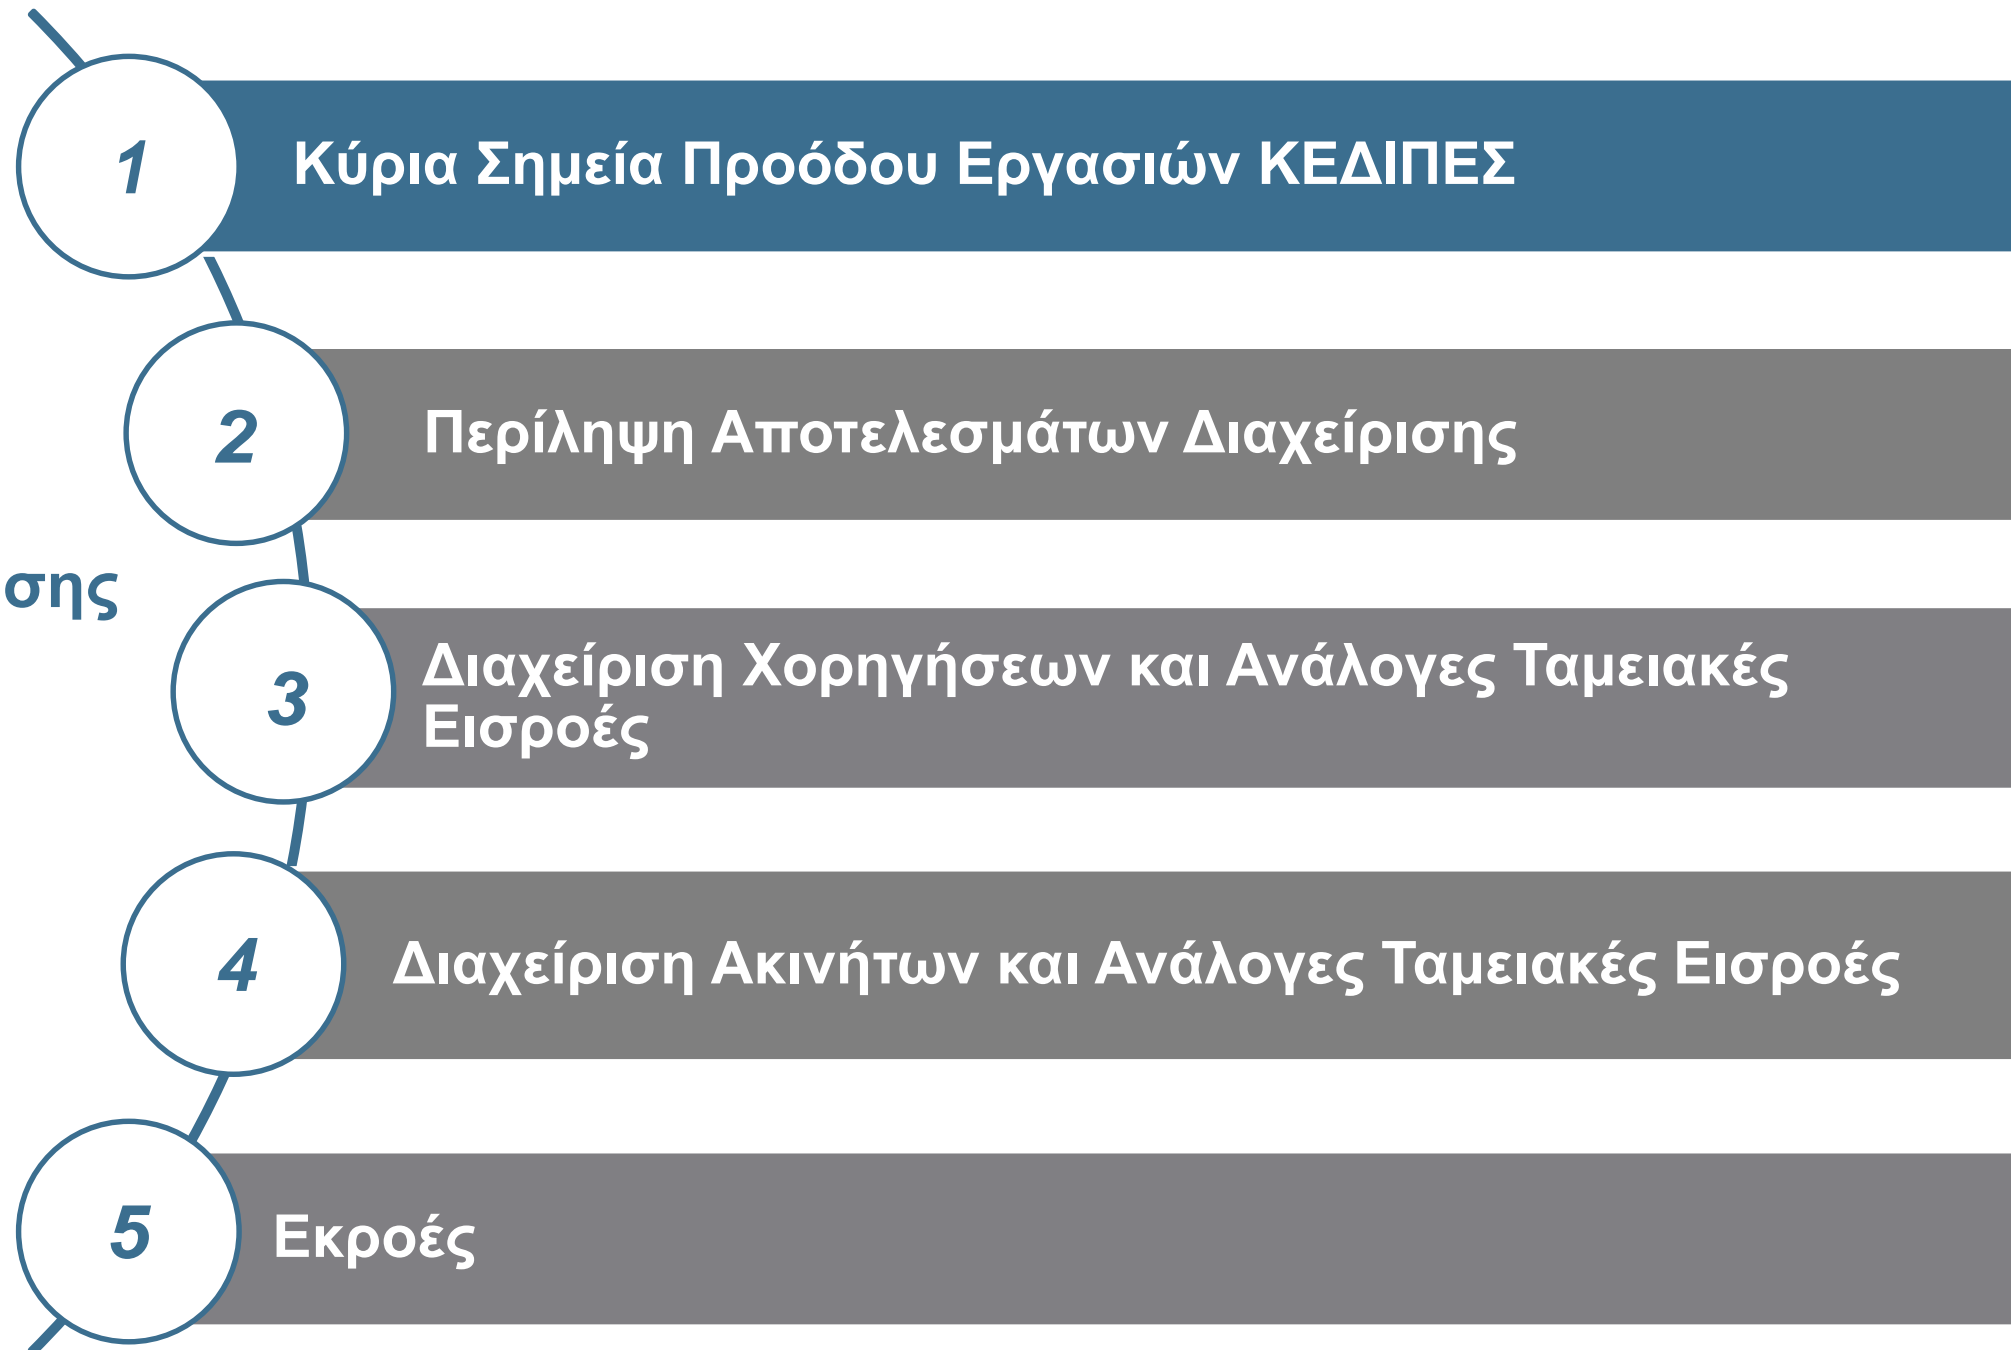 1
Κύρια Σημεία Προόδου Εργασιών ΚΕΔΙΠΕΣ
2
Περίληψη Αποτελεσμάτων Διαχείρισης
σης
3
Διαχείριση Χορηγήσεων και Ανάλογες Ταμειακές
Εισροές
4
Διαχείριση Ακινήτων και Ανάλογες Ταμειακές Εισροές
5
Εκροές